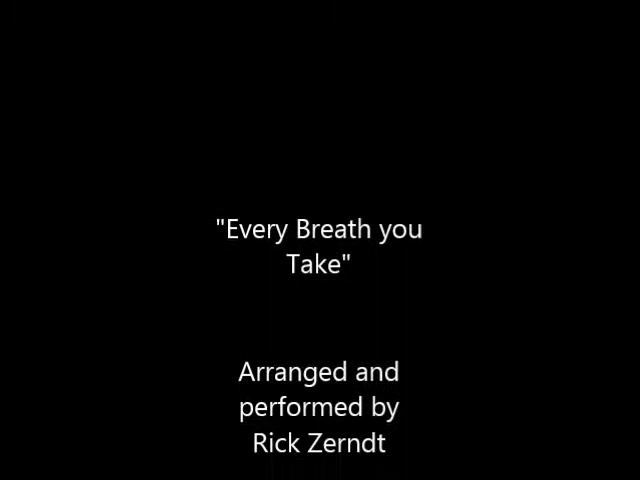 "Every Breath you
Take"
Arranged and
performed by
Rick Zerndt